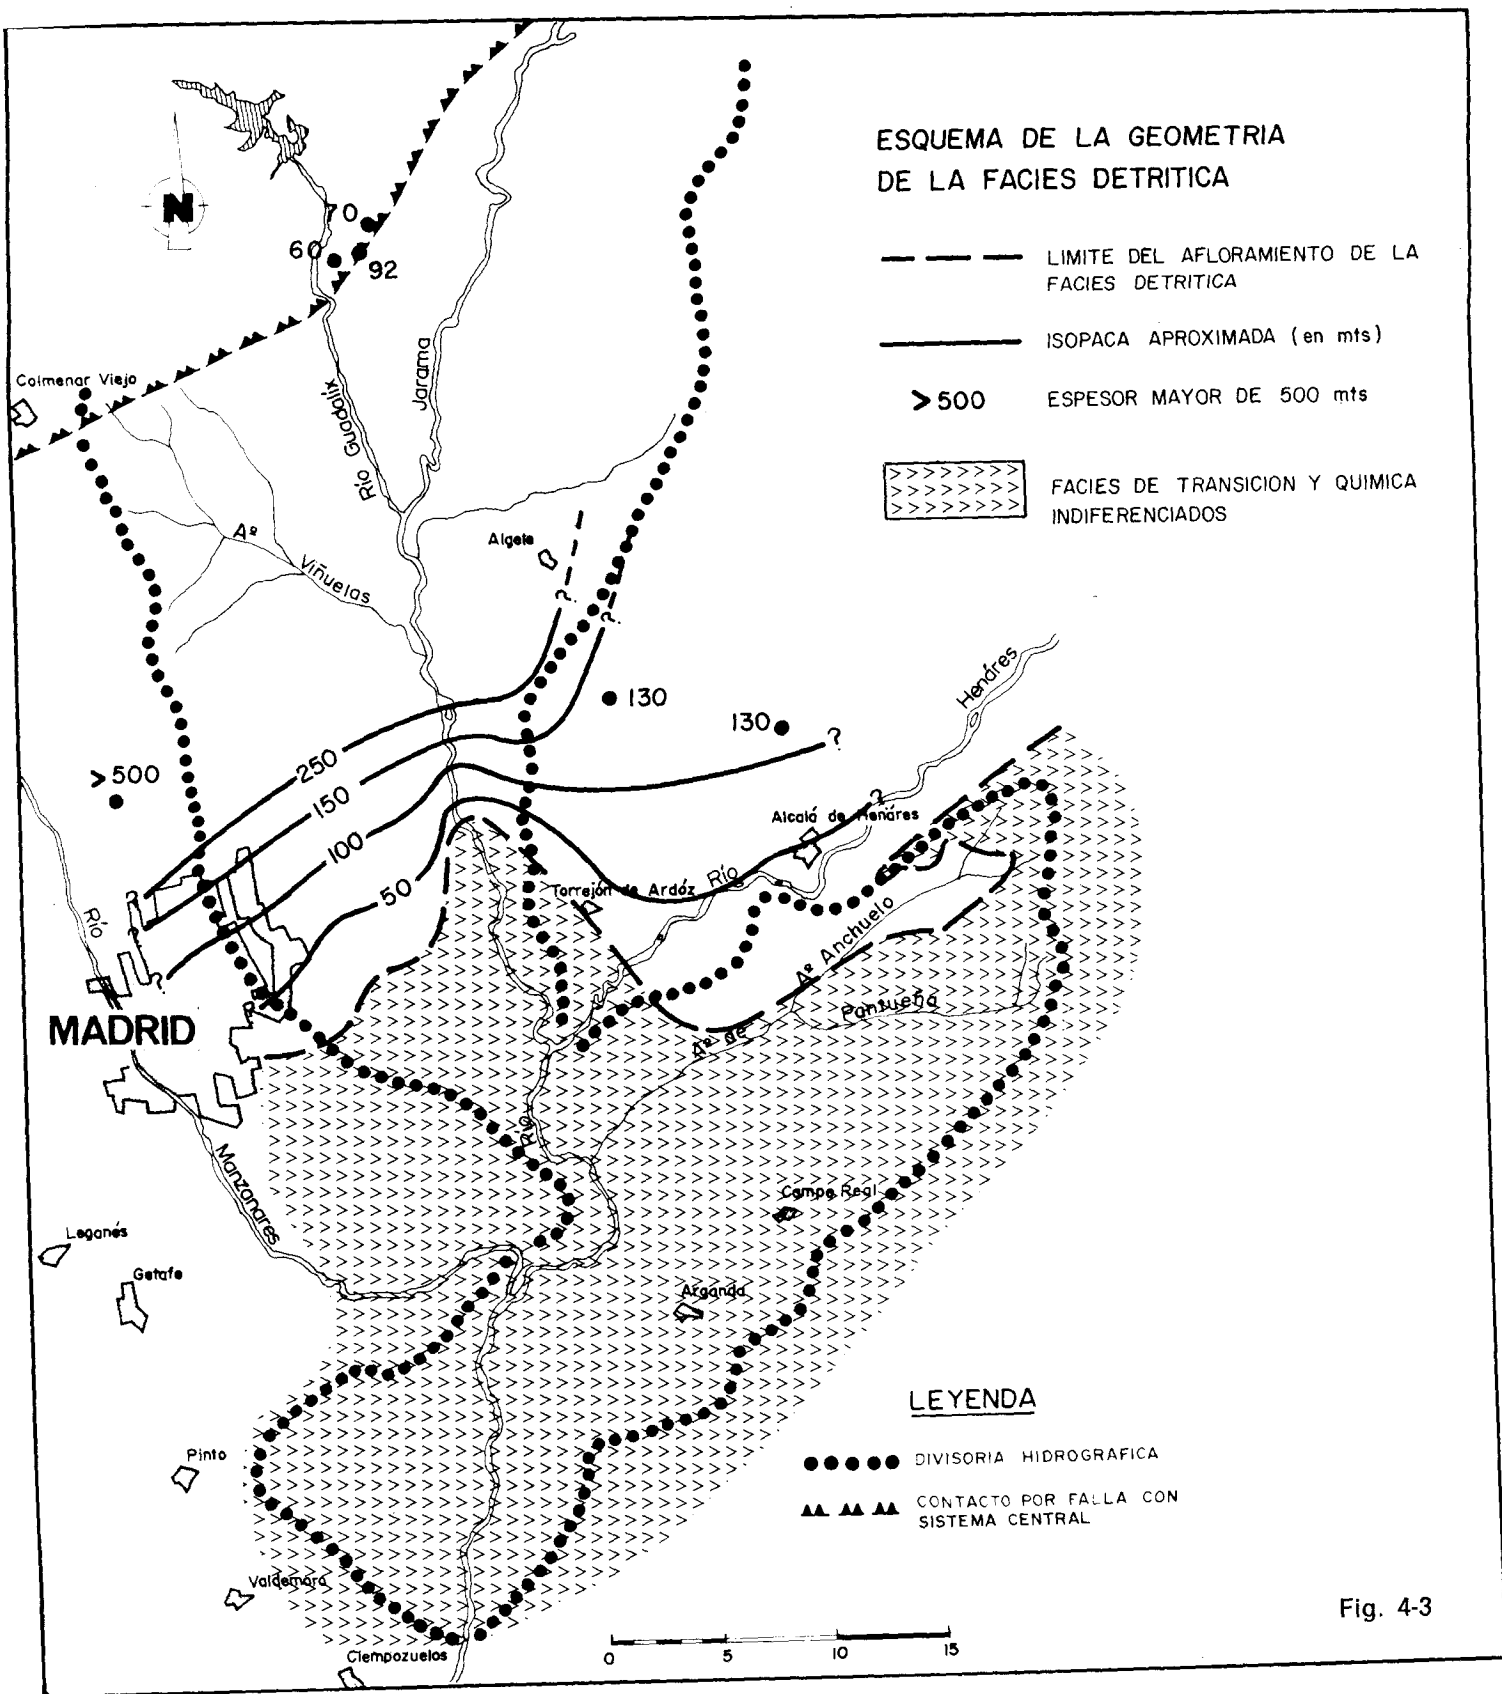 ESQUEMA DE LA GEOMETRIA
DE LA FACIES DETRITICA
LIMITE DEL AFLORAMIENTO DE LA
FACIES DETRITICA
ISOPACA APROXIMADA (en mts)
>500
ESPESOR MAYOR DE 500 mts
FACIES DE TRANSICION Y QUIMICA
INDIFERENCIADOS
N
70
60
92
Colmenar Viejo
Río Guadalix
Jarama
Aº
Viñuelas
Algete
?
?
130
130
?
Henáres
>500
250
150
100
50
?
Alcalá de Henáres
Torrejón de Ardóz
Río
Río
?
?
Aº Anchuelo
Pantueña
Aº de
MADRID
Río
Manzanares
Campo Real
Leganés
Getafe
Arganda
Pinto
Valdemoro
Ciempozuelos
LEYENDA
DIVISORIA HIDROGRAFICA
CONTACTO POR FALLA CON
SISTEMA CENTRAL
0 5 10 15
Fig. 4-3